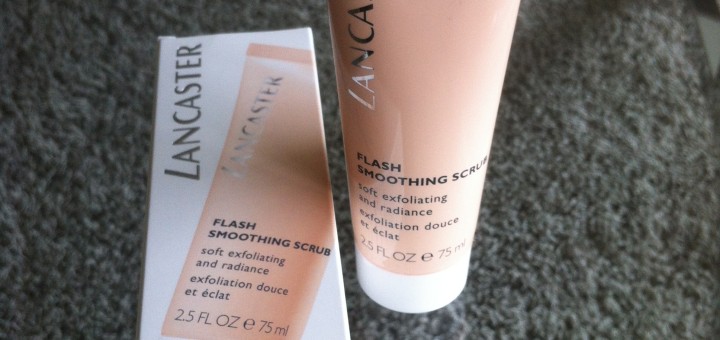 LANCASTER
LANCASTER
FLASH
SMOOTHING SCRUB
soft exfoliating
and radiance
exfoliation douce
et éclat
2.5 FL OZ e 75 ml
LANCASTER
FLASH
SMOOTHING SCRUB
soft exfoliating
and radiance
exfoliation douce
et éclat
2.5 FL OZ e 75 ml